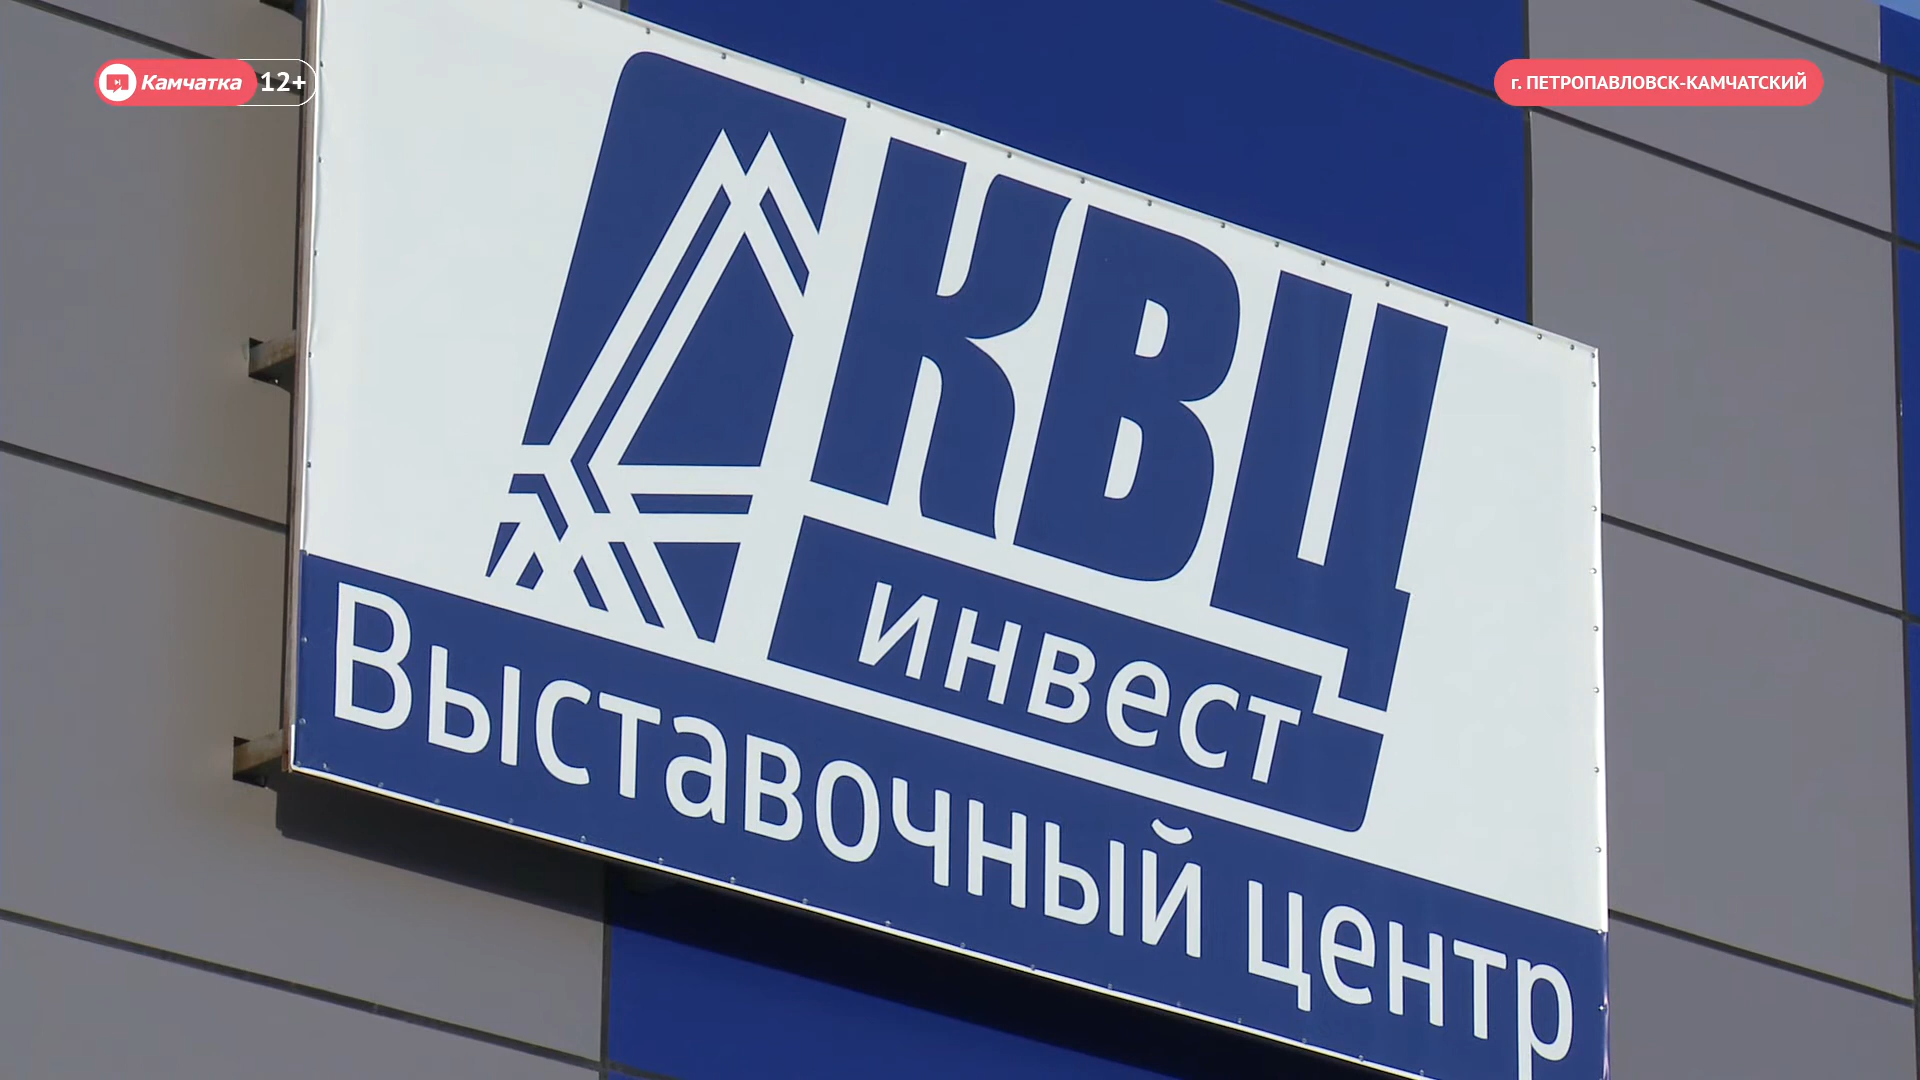 Камчатка 12+
г. ПЕТРОПАВЛОВСК-КАМЧАТСКИЙ
КВЦ
инвест
Выставочный центр